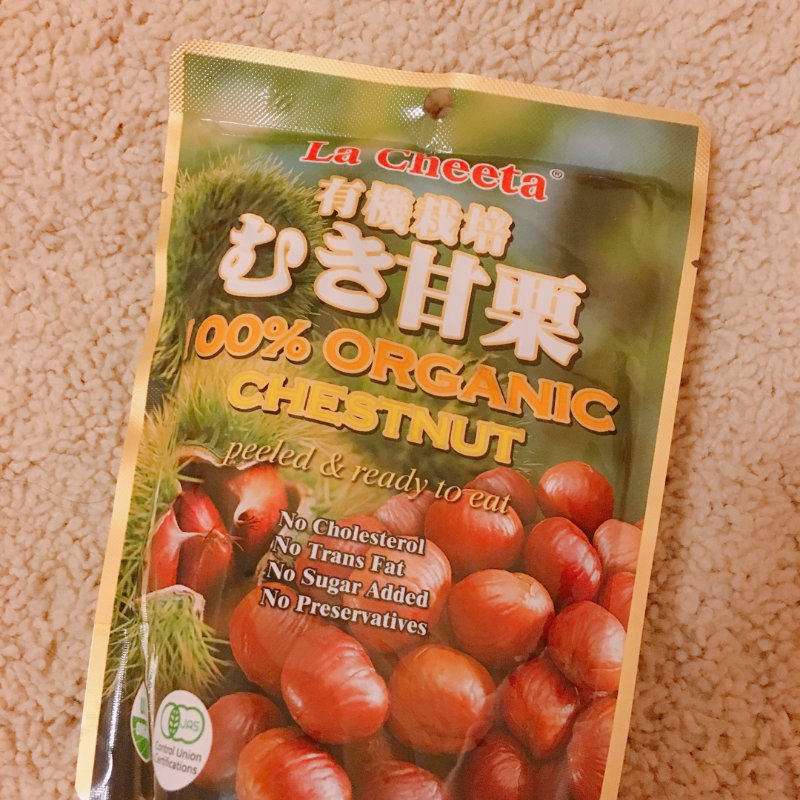 La Cheeta®
有機栽培
むき甘栗
100% ORGANIC
CHESTNUT
peeled & ready to eat
No Cholesterol
No Trans Fat
No Sugar Added
No Preservatives
JAS
Control Union
Certifications